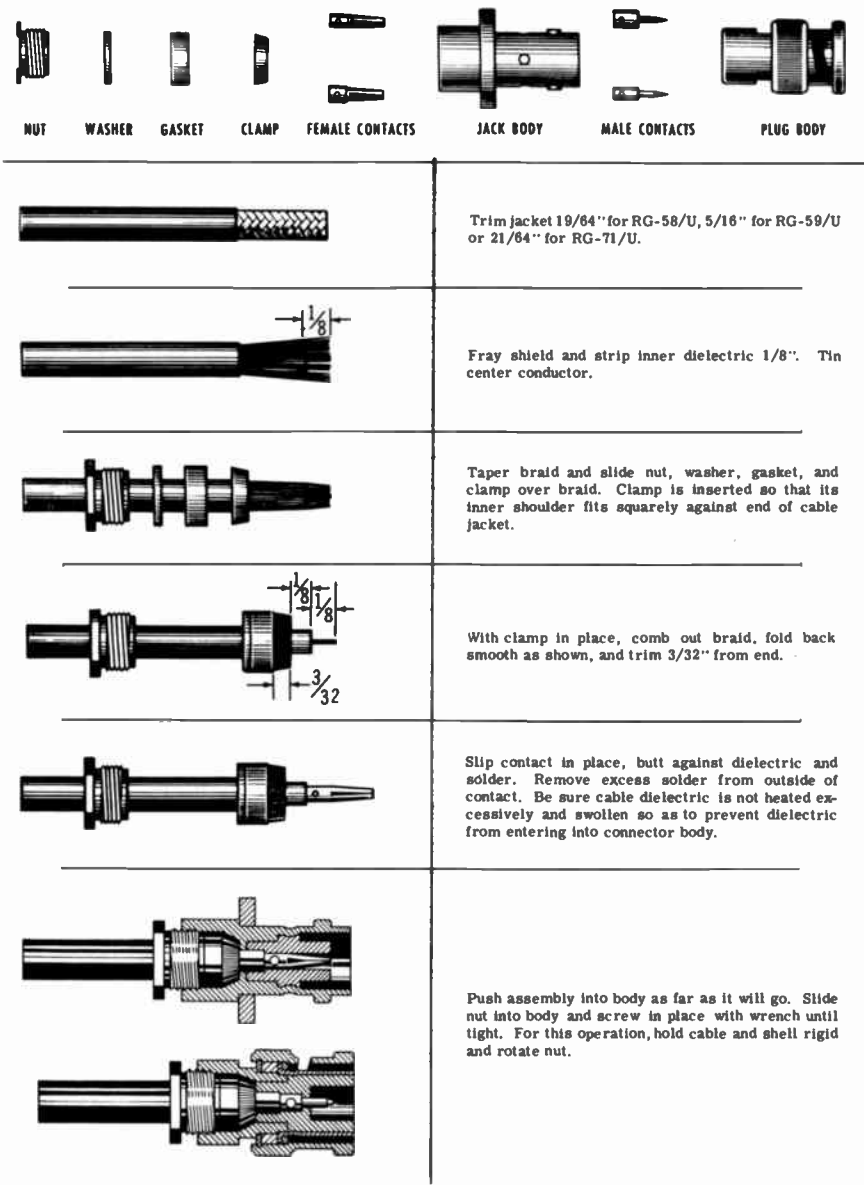 NUT WASHER GASKET CLAMP FEMALE CONTACTS JACK BODY MALE CONTACTS PLUG BODY
Trim jacket 19/64" for RG-58/U, 5/16" for RG-59/U
or 21/64" for RG-71/U.
1/8
Fray shield and strip inner dielectric 1/8". Tin
center conductor.
Taper braid and slide nut, washer, gasket, and
clamp over braid. Clamp is inserted so that its
inner shoulder fits squarely against end of cable
jacket.
1/8
1/8
3/32
With clamp in place, comb out braid, fold back
smooth as shown, and trim 3/32" from end.
Slip contact in place, butt against dielectric and
solder. Remove excess solder from outside of
contact. Be sure cable dielectric is not heated ex-
cessively and swollen so as to prevent dielectric
from entering into connector body.
Push assembly into body as far as it will go. Slide
nut into body and screw in place with wrench until
tight. For this operation, hold cable and shell rigid
and rotate nut.